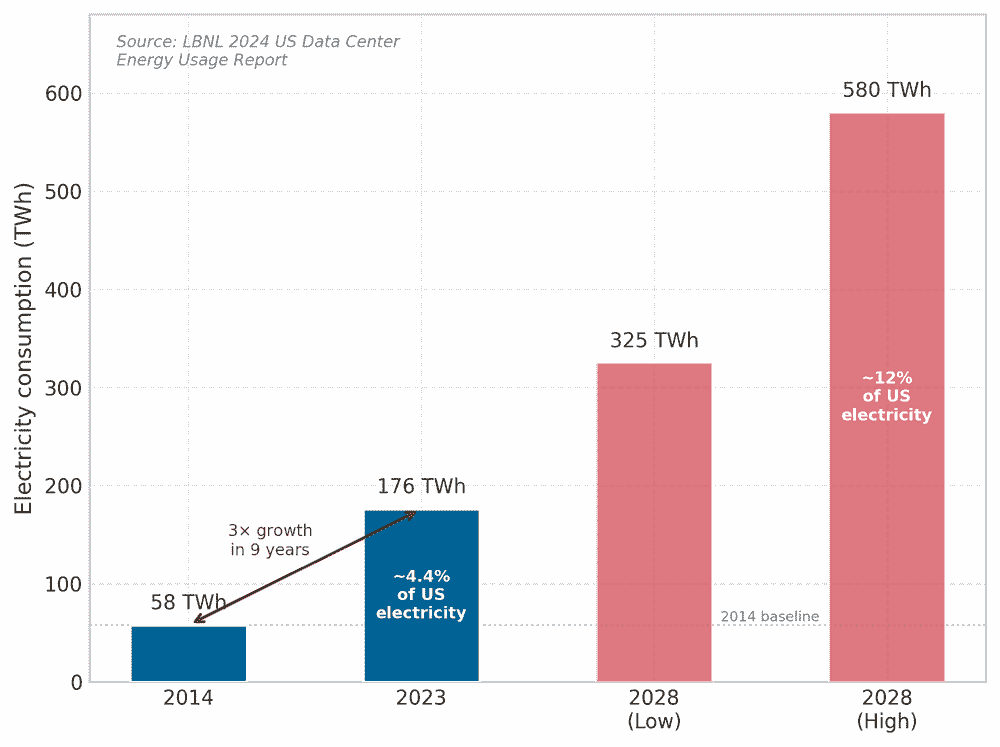 Source: LBNL 2024 US Data Center
Energy Usage Report
Electricity consumption (TWh)
600
500
400
300
200
100
0
580 TWh
325 TWh
176 TWh
58 TWh
3× growth
in 9 years
~4.4%
of US
electricity
~12%
of US
electricity
2014 baseline
2014
2023
2028
(Low)
2028
(High)